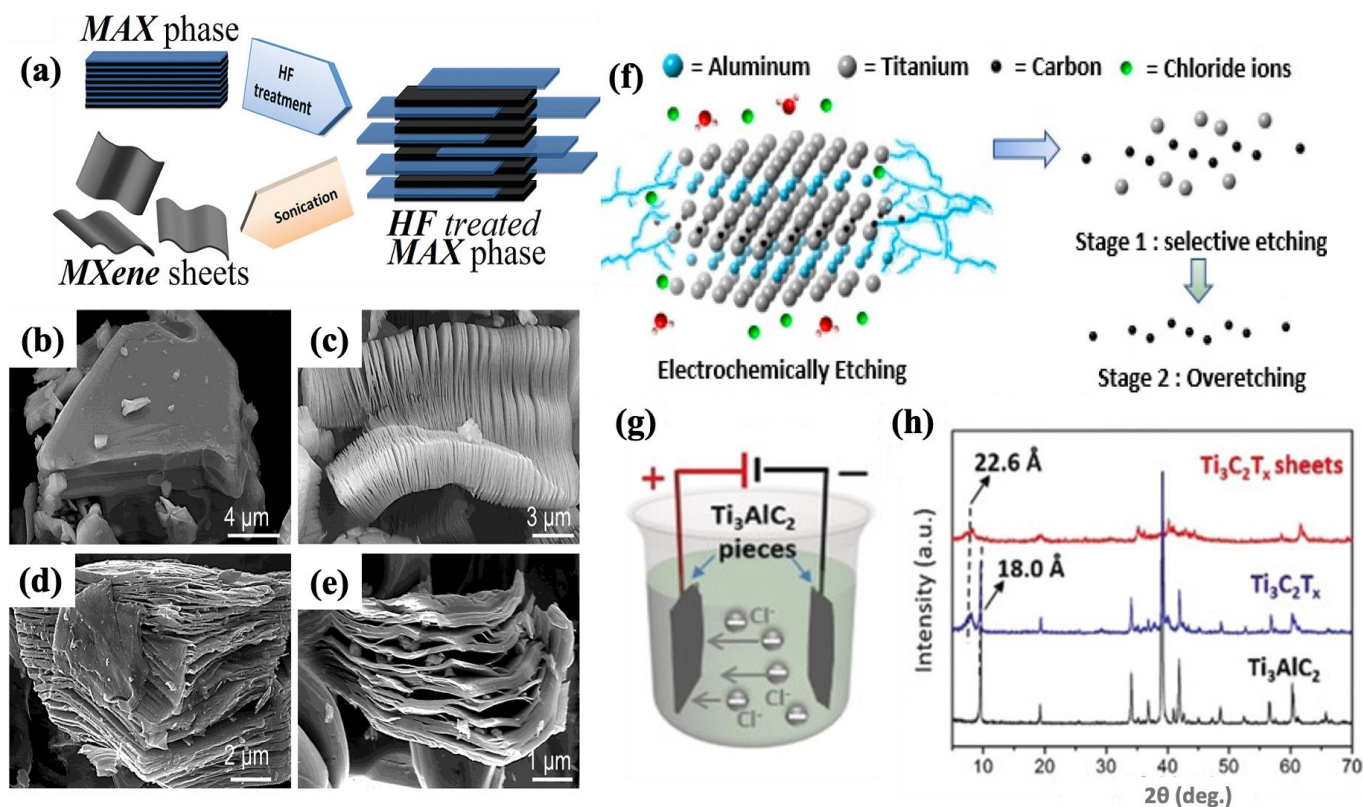 (a)
MAX phase
HF
treatment
HF treated
MAX phase
Sonication
MXene sheets
(b)
4 µm
(c)
3 µm
(d)
2 µm
(e)
1 µm
(f)
= Aluminum = Titanium = Carbon = Chloride ions
Electrochemically Etching
Stage 1 : selective etching
Stage 2 : Overetching
(g)
+ −
Ti₃AlC₂
pieces
Cl⁻
Cl⁻
Cl⁻
Cl⁻
(h)
22.6 Å
Ti₃C₂Tₓ sheets
18.0 Å
Ti₃C₂Tₓ
Ti₃AlC₂
Intensity (a.u.)
10 20 30 40 50 60 70
2θ (deg.)